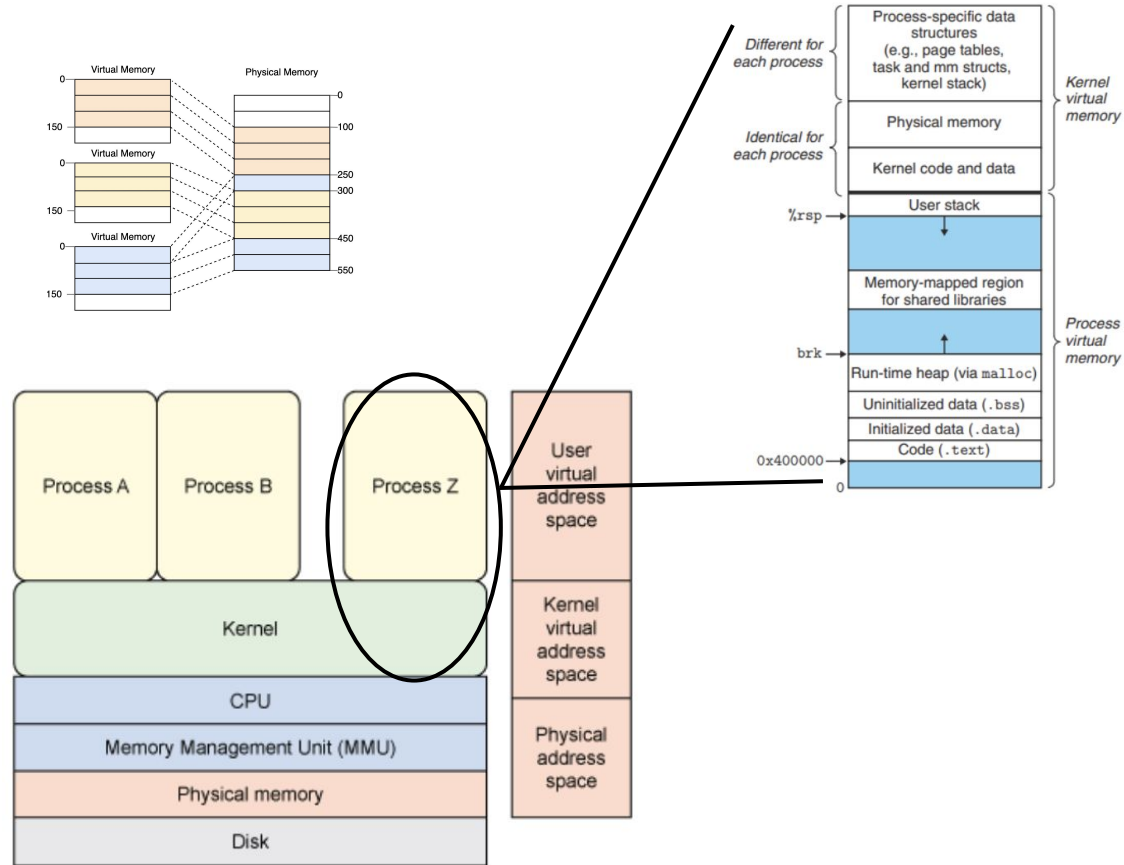 Virtual Memory
0
150
Virtual Memory
0
150
Virtual Memory
0
150
Physical Memory
0
100
250
300
450
550
Different for
each process
Identical for
each process
Process-specific data
structures
(e.g., page tables,
task and mm structs,
kernel stack)
Physical memory
Kernel code and data
Kernel
virtual
memory
User stack
%rsp
Memory-mapped region
for shared libraries
brk
Run-time heap (via malloc)
Uninitialized data (.bss)
Initialized data (.data)
Code (.text)
0x400000
0
Process
virtual
memory
Process A
Process B
Process Z
Kernel
CPU
Memory Management Unit (MMU)
Physical memory
Disk
User
virtual
address
space
Kernel
virtual
address
space
Physical
address
space